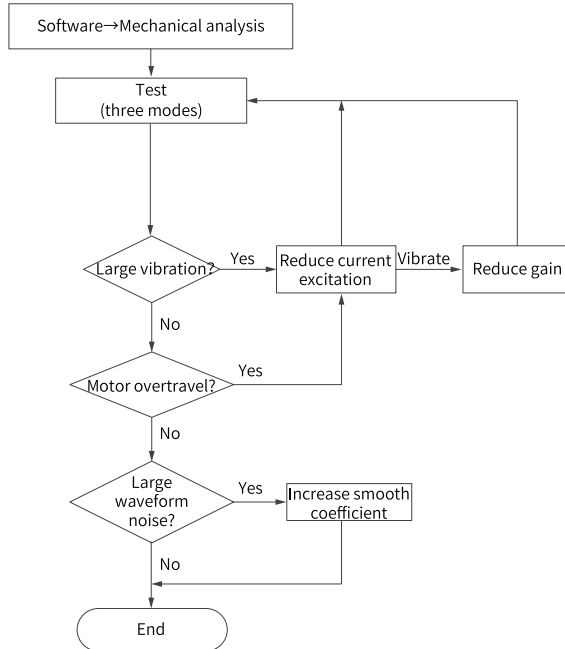 Software→Mechanical analysis
Test
(three modes)
Large vibration?
Yes
Reduce current
excitation
Vibrate
Reduce gain
No
Motor overtravel?
Yes
No
Large
waveform
noise?
Yes
Increase smooth
coefficient
No
End